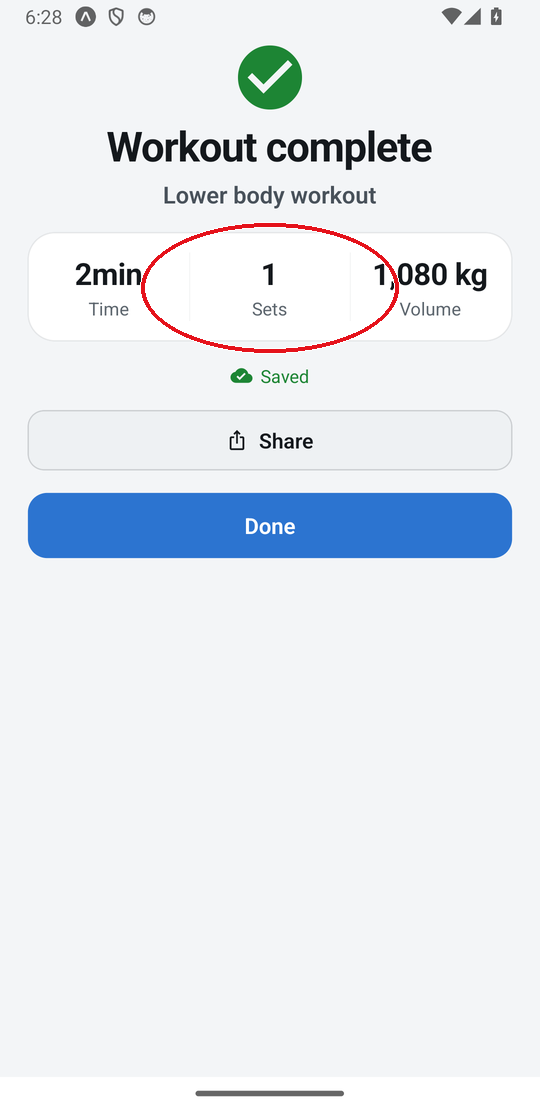 6:28
Workout complete
Lower body workout
2min 1 1,080 kg
Time Sets Volume
Saved
Share
Done